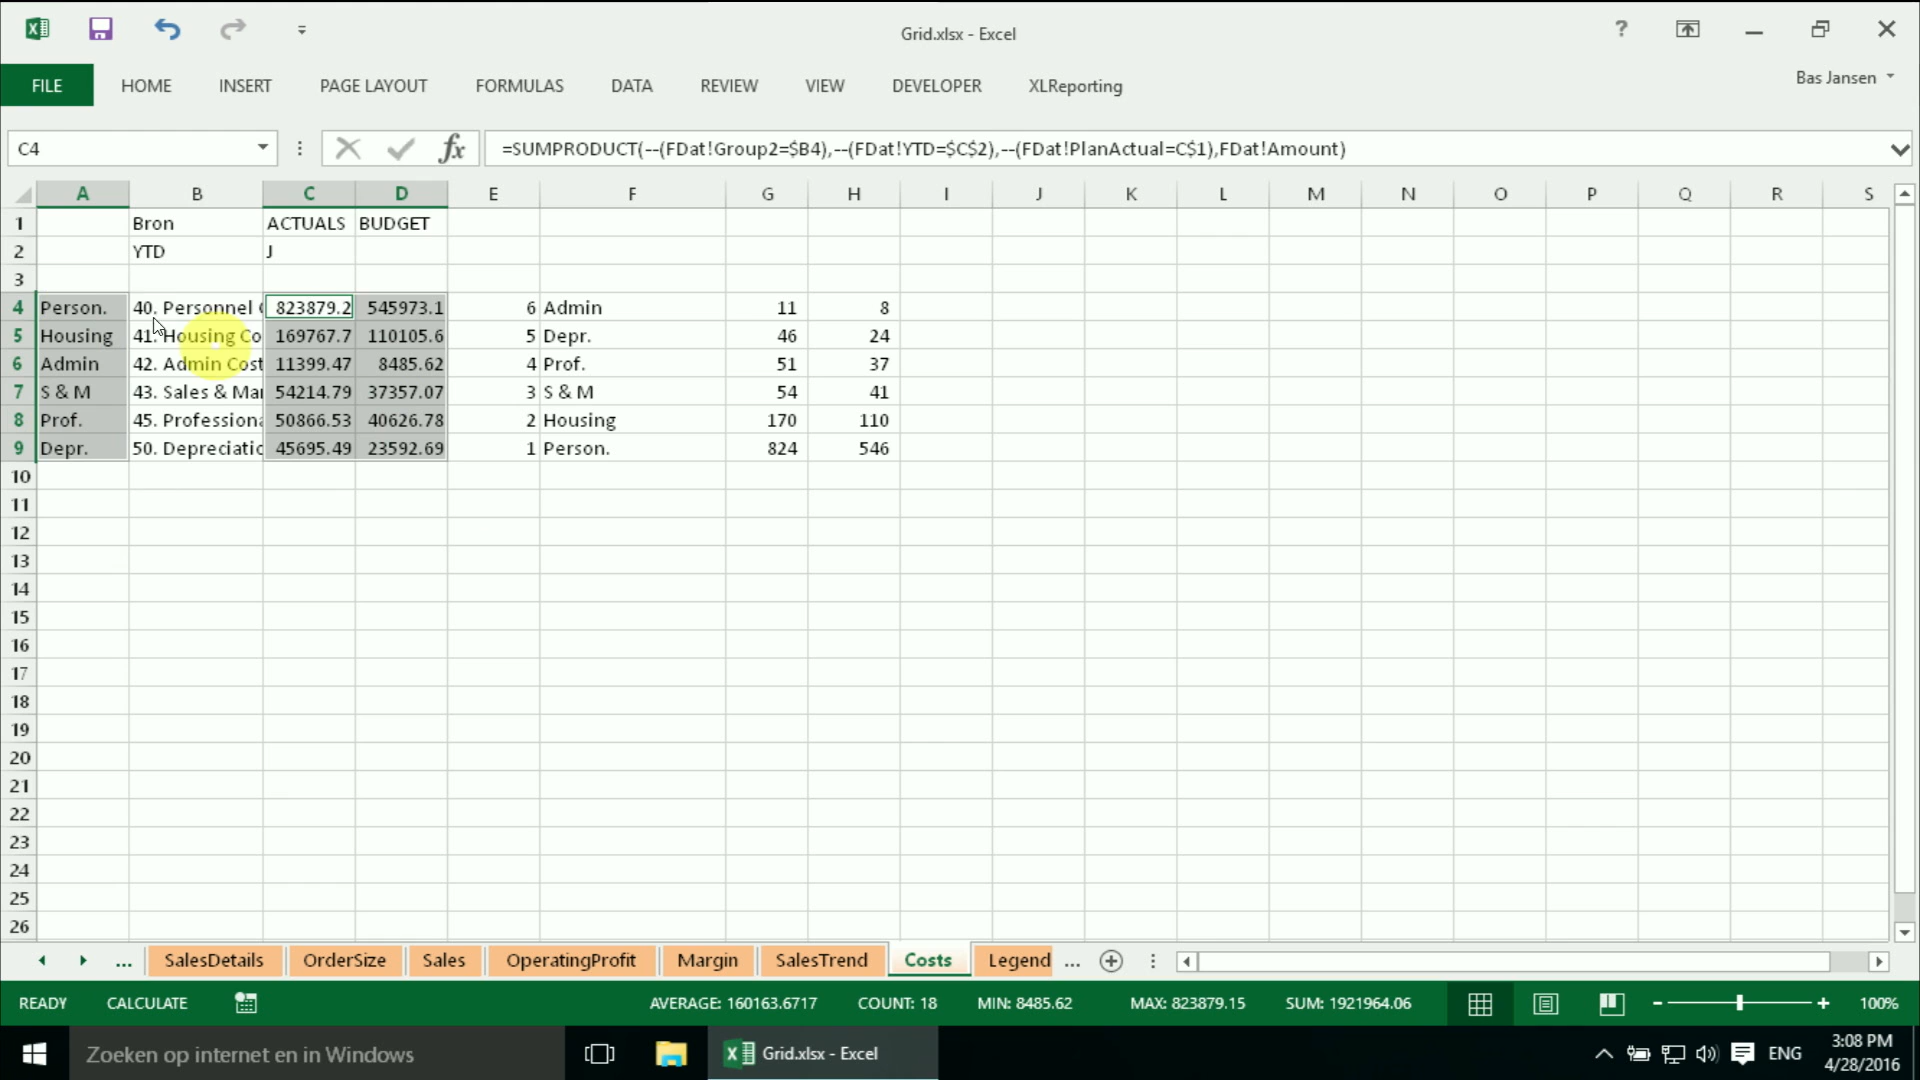 Grid.xlsx - Excel
?
FILE HOME INSERT PAGE LAYOUT FORMULAS DATA REVIEW VIEW DEVELOPER XLReporting Bas Jansen
C4 fx =SUMPRODUCT(--(FDat!Group2=$B4),--(FDat!YTD=$C$2),--(FDat!PlanActual=C$1),FDat!Amount)
A B C D E F G H I J K L M N O P Q R S
1 Bron ACTUALS BUDGET
2 YTD J
3
4 Person. 40. Personnel 823879.2 545973.1 6 Admin 11 8
5 Housing 41. Housing Co 169767.7 110105.6 5 Depr. 46 24
6 Admin 42. Admin Cost 11399.47 8485.62 4 Prof. 51 37
7 S & M 43. Sales & Mar 54214.79 37357.07 3 S & M 54 41
8 Prof. 45. Professiona 50866.53 40626.78 2 Housing 170 110
9 Depr. 50. Depreciatio 45695.49 23592.69 1 Person. 824 546
10
11
12
13
14
15
16
17
18
19
20
21
22
23
24
25
26
... SalesDetails OrderSize Sales OperatingProfit Margin SalesTrend Costs Legend ...
READY CALCULATE AVERAGE: 160163.6717 COUNT: 18 MIN: 8485.62 MAX: 823879.15 SUM: 1921964.06 100%
Zoeken op internet en in Windows Grid.xlsx - Excel ENG 3:08 PM
4/28/2016